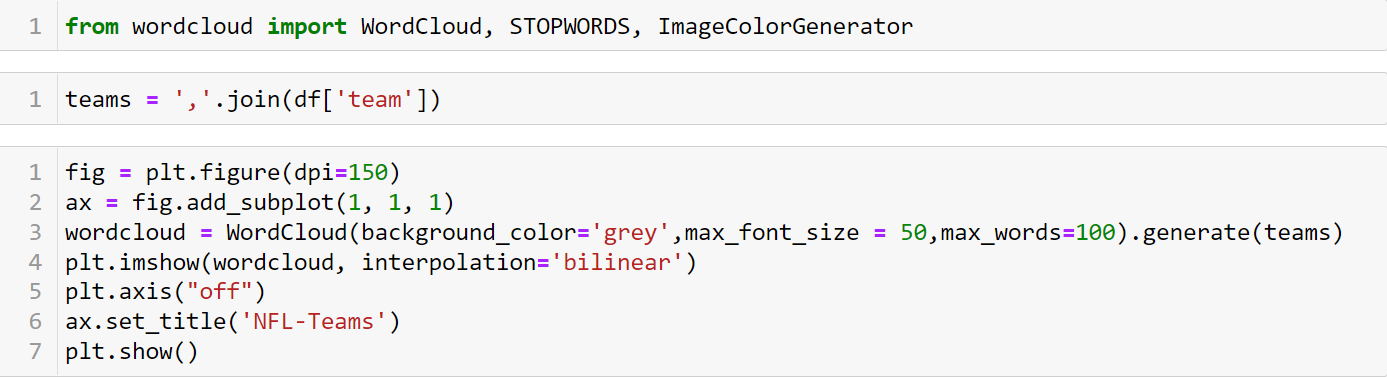 1 from wordcloud import WordCloud, STOPWORDS, ImageColorGenerator
1 teams = ','.join(df['team'])
1 fig = plt.figure(dpi=150)
2 ax = fig.add_subplot(1, 1, 1)
3 wordcloud = WordCloud(background_color='grey',max_font_size = 50,max_words=100).generate(teams)
4 plt.imshow(wordcloud, interpolation='bilinear')
5 plt.axis("off")
6 ax.set_title('NFL-Teams')
7 plt.show()